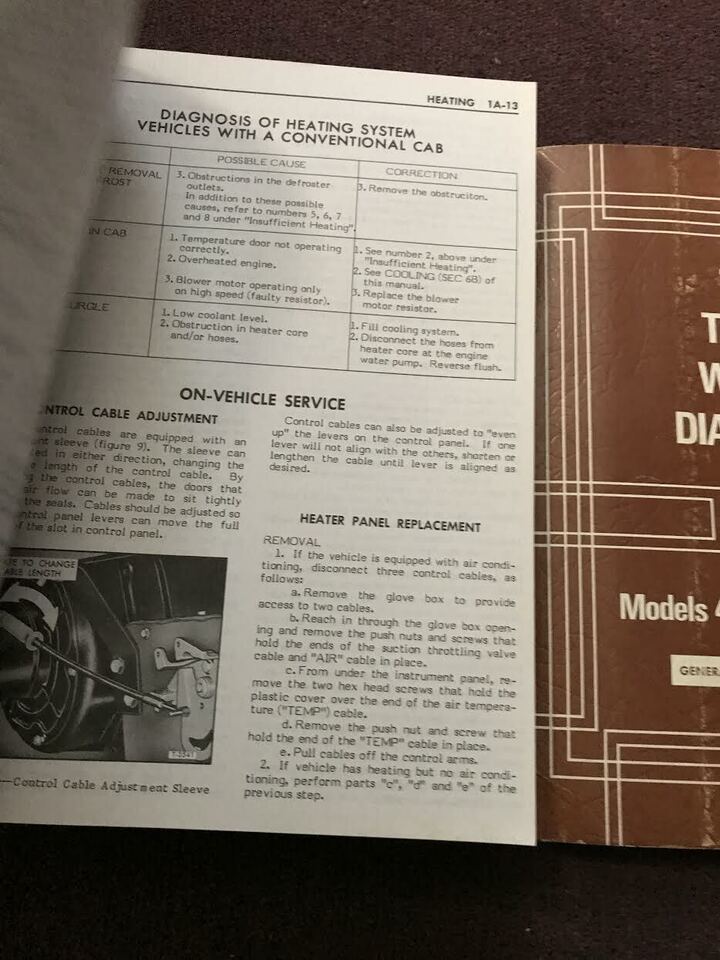 HEATING 1A-13
DIAGNOSIS OF HEATING SYSTEM
VEHICLES WITH A CONVENTIONAL CAB
POSSIBLE CAUSE
CORRECTION
REMOVAL
3. Obstructions in the defroster
outlets.
In addition to these possible
causes, refer to numbers 5, 6, 7
and 8 under "Insufficient Heating".
3. Remove the obstruciton.
IN CAB
1. Temperature door not operating
correctly.
2. Overheated engine.
3. Blower motor operating only
on high speed (faulty resistor).
1. See number 2, above under
"Insufficient Heating".
2. See COOLING (SEC 6B) of
this manual.
3. Replace the blower
motor resistor.
URGLE
1. Low coolant level.
2. Obstruction in heater core
and/or hoses.
1. Fill cooling system.
2. Disconnect the hoses from
heater core at the engine
water pump. Reverse flush.
ON-VEHICLE SERVICE
NTROL CABLE ADJUSTMENT
ntrol cables are equipped with an
nt sleeve (figure 9). The sleeve can
ed in either direction, changing the
length of the control cable. By
g the control cables, the doors that
air flow can be made to sit tightly
the seals. Cables should be adjusted so
ntrol panel levers can move the full
f the slot in control panel.
TE TO CHANGE
ABLE LENGTH
T-2341
—Control Cable Adjustment Sleeve
Control cables can also be adjusted to "even
up" the levers on the control panel. If one
lever will not align with the others, shorten or
lengthen the cable until lever is aligned as
desired.
HEATER PANEL REPLACEMENT
REMOVAL
1. If the vehicle is equipped with air condi-
tioning, disconnect three control cables, as
follows:
a. Remove the glove box to provide
access to two cables.
b. Reach in through the glove box open-
ing and remove the push nuts and screws that
hold the ends of the suction throttling valve
cable and "AIR" cable in place.
c. From under the instrument panel, re-
move the two hex head screws that hold the
plastic cover over the end of the air tempera-
ture ("TEMP") cable.
d. Remove the push nut and screw that
hold the end of the "TEMP" cable in place.
e. Pull cables off the control arms.
2. If vehicle has heating but no air condi-
tioning, perform parts "c", "d" and "e" of the
previous step.
T
W
DIA
Models 4
GENER